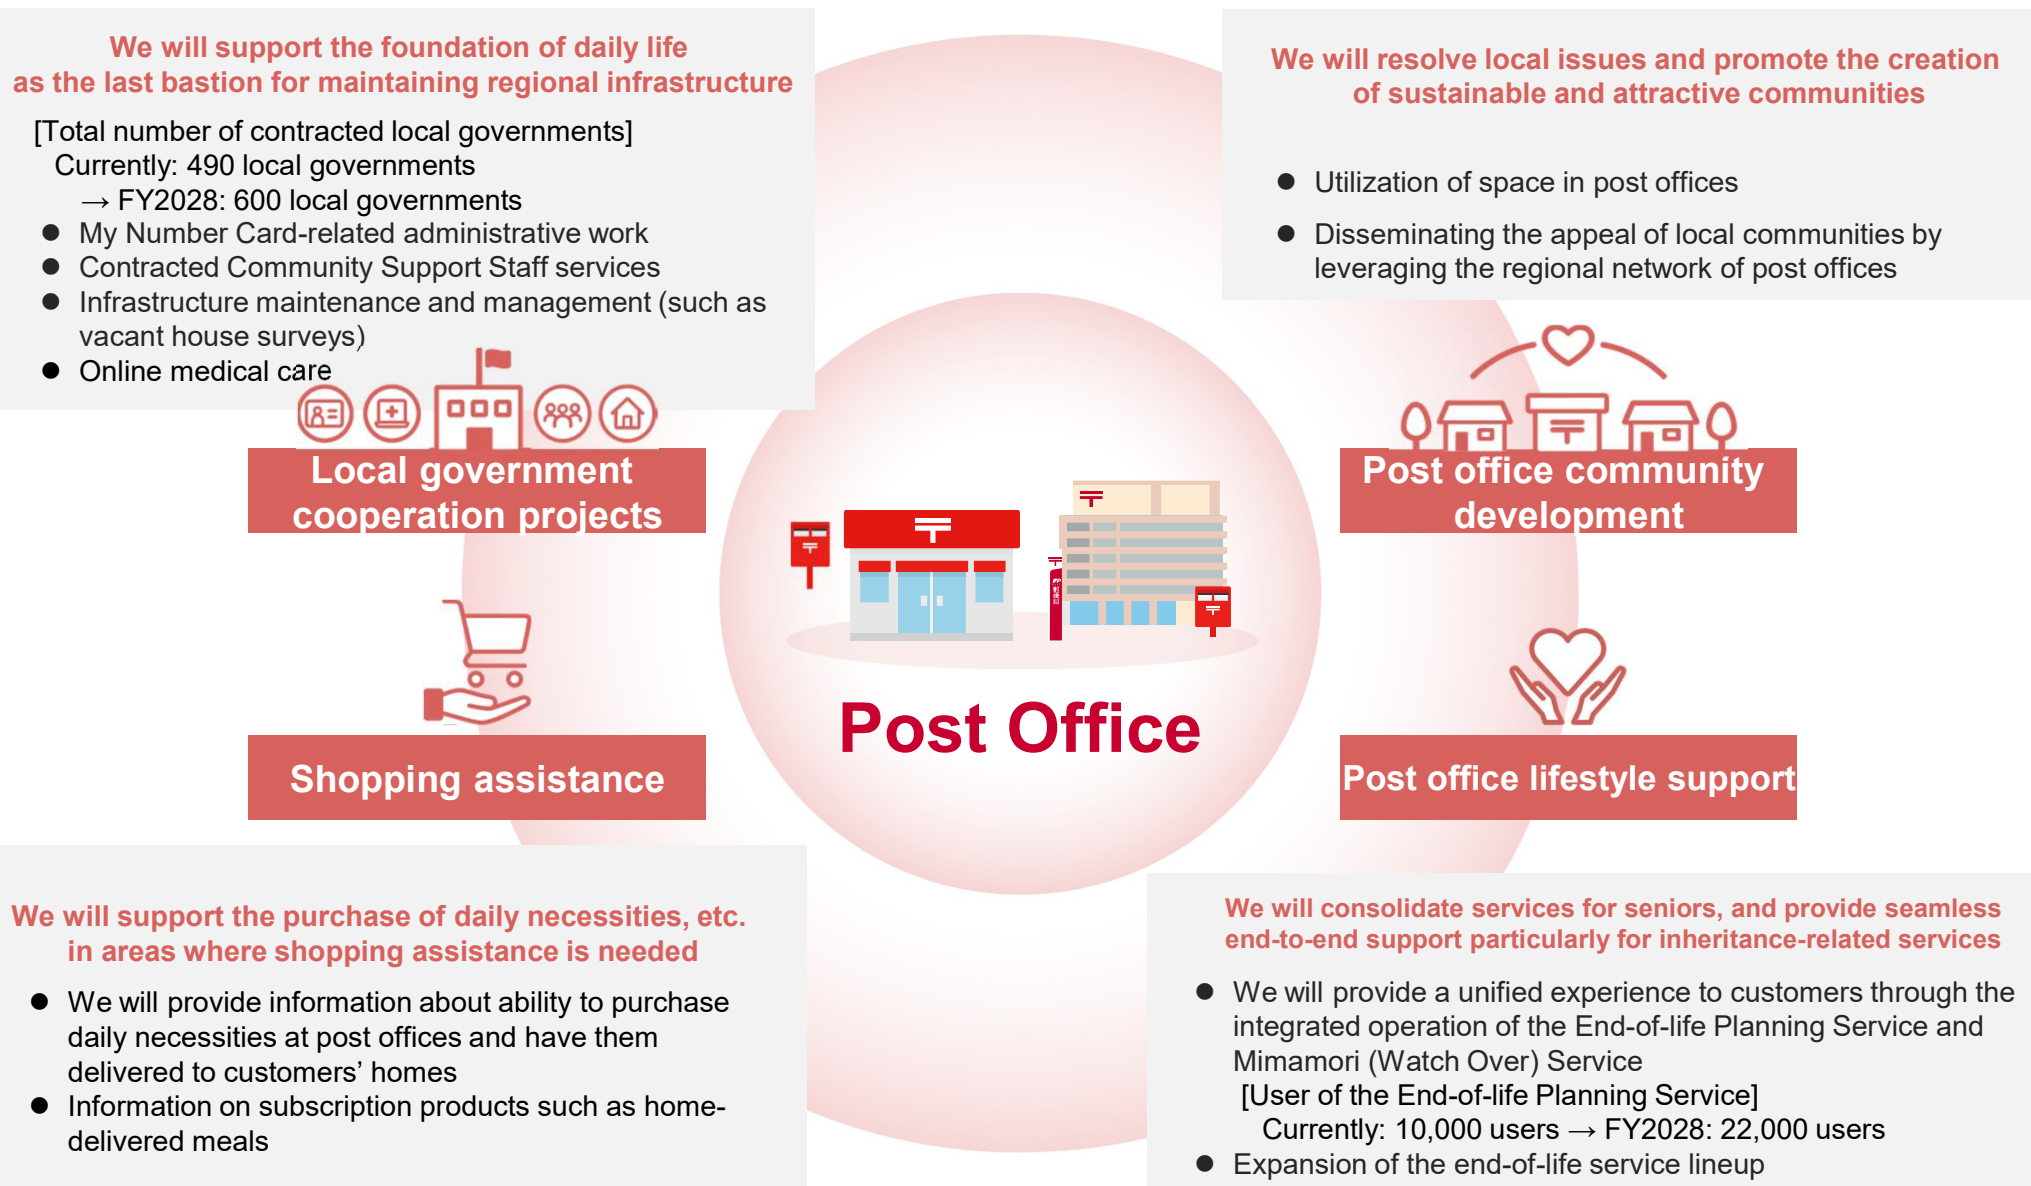 We will support the foundation of daily life
as the last bastion for maintaining regional infrastructure
[Total number of contracted local governments]
Currently: 490 local governments
→ FY2028: 600 local governments
● My Number Card-related administrative work
● Contracted Community Support Staff services
● Infrastructure maintenance and management (such as
vacant house surveys)
● Online medical care
Local government
cooperation projects
We will resolve local issues and promote the creation
of sustainable and attractive communities
● Utilization of space in post offices
● Disseminating the appeal of local communities by
leveraging the regional network of post offices
Post office community
development
Post Office
Shopping assistance
We will support the purchase of daily necessities, etc.
in areas where shopping assistance is needed
● We will provide information about ability to purchase
daily necessities at post offices and have them
delivered to customers’ homes
● Information on subscription products such as home-
delivered meals
Post office lifestyle support
We will consolidate services for seniors, and provide seamless
end-to-end support particularly for inheritance-related services
● We will provide a unified experience to customers through the
integrated operation of the End-of-life Planning Service and
Mimamori (Watch Over) Service
[User of the End-of-life Planning Service]
Currently: 10,000 users → FY2028: 22,000 users
● Expansion of the end-of-life service lineup